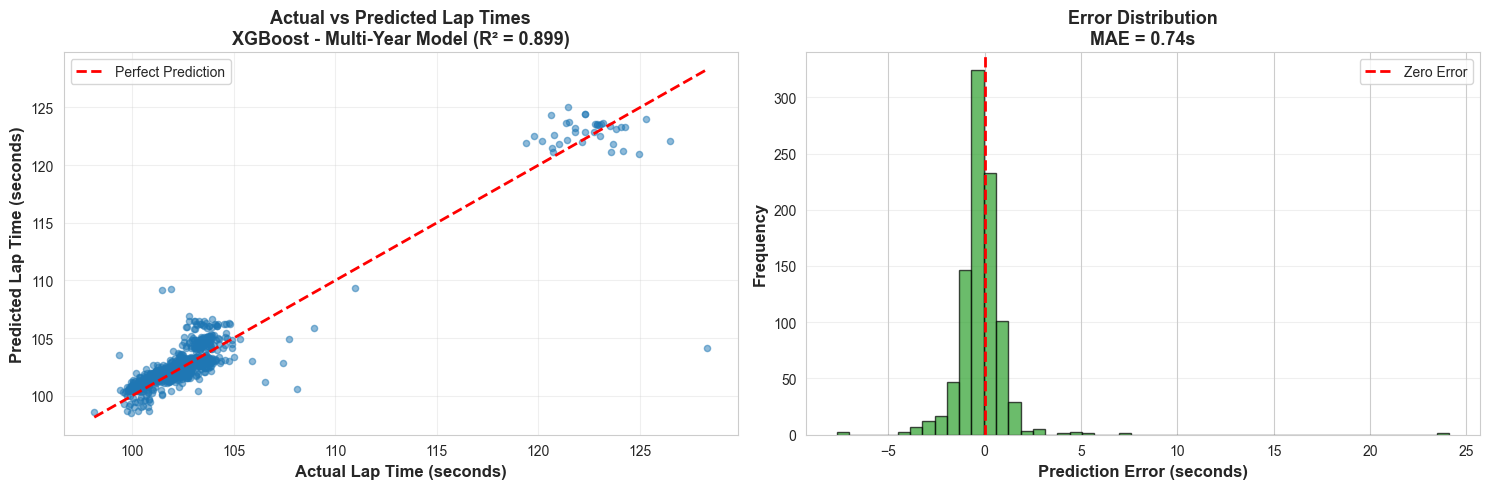 Actual vs Predicted Lap Times
XGBoost - Multi-Year Model (R² = 0.899)
Perfect Prediction
Predicted Lap Time (seconds)
125
120
115
110
105
100
100
105
110
115
120
125
Actual Lap Time (seconds)
Error Distribution
MAE = 0.74s
Zero Error
Frequency
300
250
200
150
100
50
0
−5
0
5
10
15
20
25
Prediction Error (seconds)